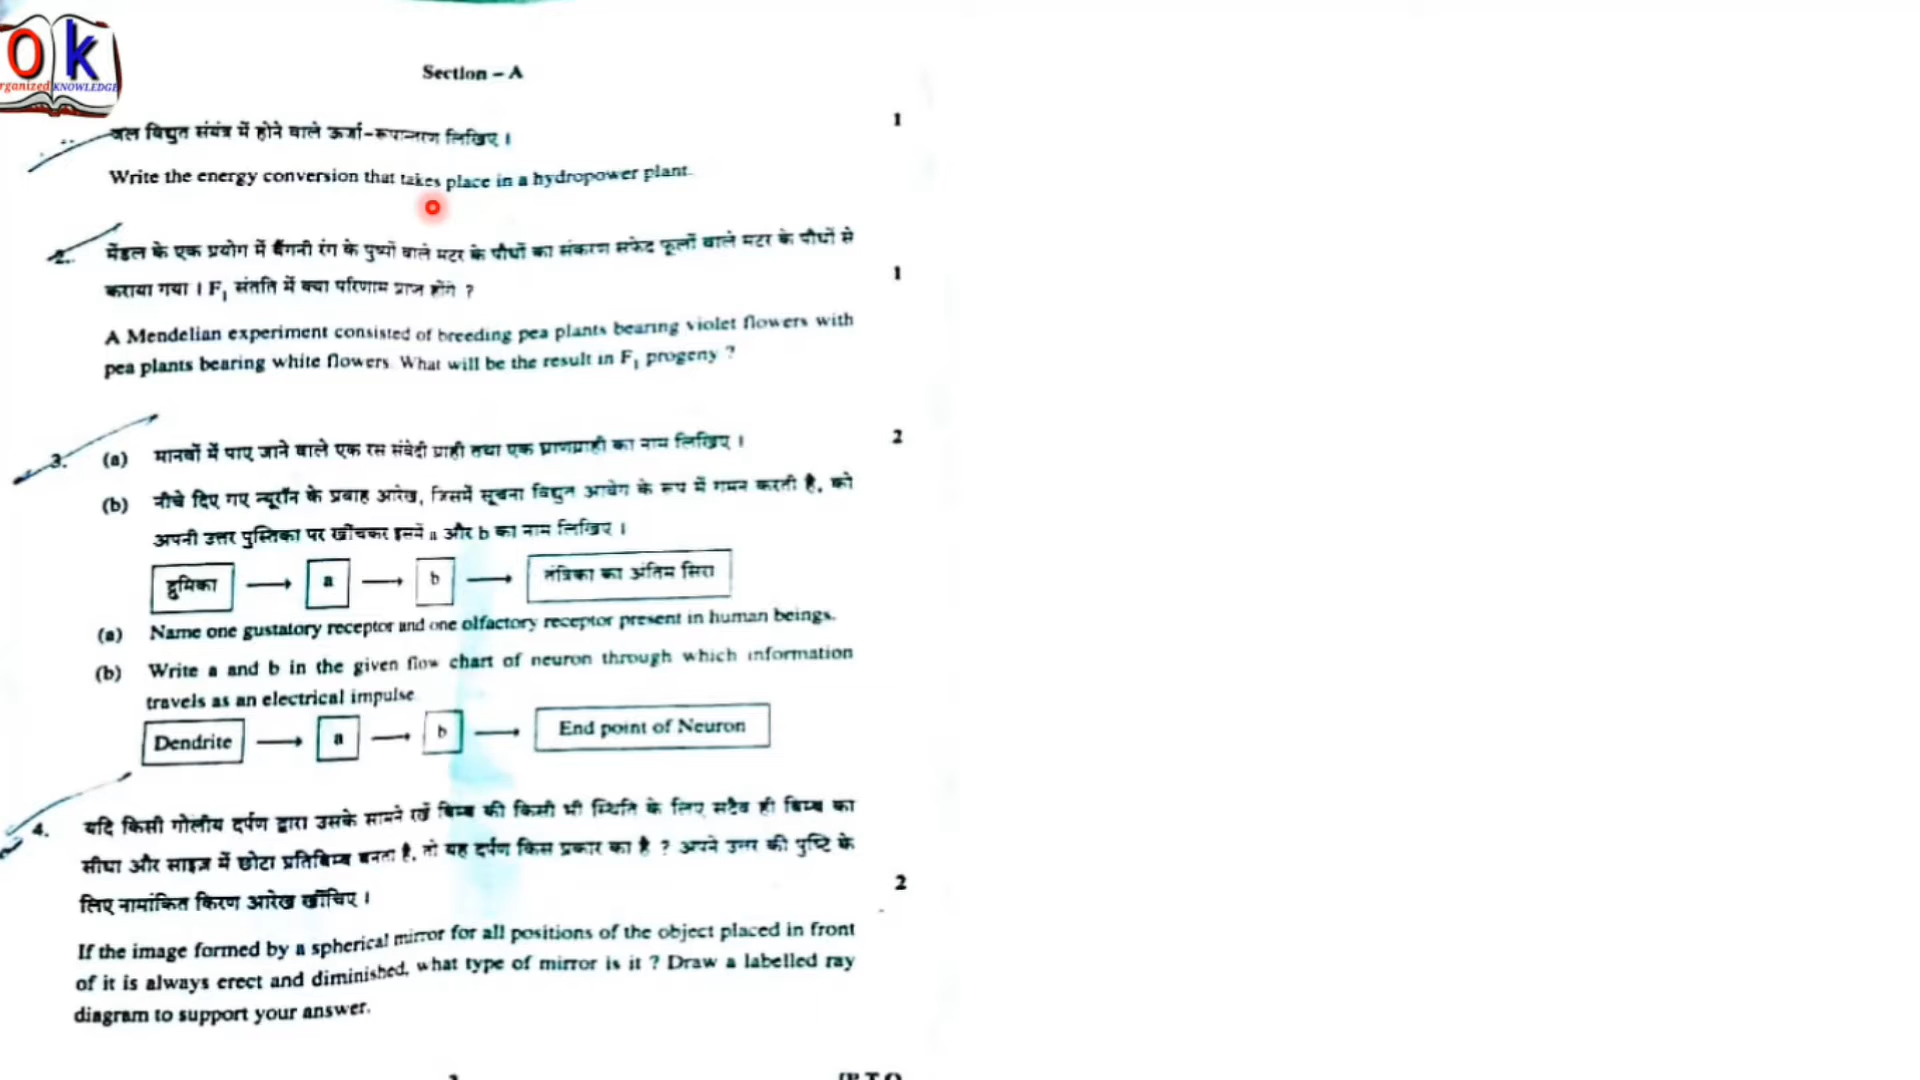 Ok
Organized KNOWLEDGE
Section – A
जल विद्युत संयंत्र में होने वाले ऊर्जा-रूपान्तरण लिखिए ।
1
Write the energy conversion that takes place in a hydropower plant.
2.
मेंडल के एक प्रयोग में बैंगनी रंग के पुष्पों वाले मटर के पौधों का संकरण सफेद फूलों वाले मटर के पौधों से
कराया गया । F1 संतति में क्या परिणाम प्राप्त होंगे ?
1
A Mendelian experiment consisted of breeding pea plants bearing violet flowers with
pea plants bearing white flowers. What will be the result in F1 progeny ?
3. (a) मानवों में पाए जाने वाले एक रस संवेदी ग्राही तथा एक घ्राणग्राही का नाम लिखिए ।
2
(b) नीचे दिए गए न्यूरॉन के प्रवाह आरेख, जिसमें सूचना विद्युत आवेग के रूप में गमन करती है, को
अपनी उत्तर पुस्तिका पर खींचकर इसमें a और b का नाम लिखिए ।
द्रुमिका → a → b → तंत्रिका का अंतिम सिरा
(a) Name one gustatory receptor and one olfactory receptor present in human beings.
(b) Write a and b in the given flow chart of neuron through which information
travels as an electrical impulse.
Dendrite → a → b → End point of Neuron
4. यदि किसी गोलीय दर्पण द्वारा उसके सामने रखें बिम्ब की किसी भी स्थिति के लिए सदैव ही बिम्ब का
सीधा और साइज़ में छोटा प्रतिबिम्ब बनता है, तो यह दर्पण किस प्रकार का है ? अपने उत्तर की पुष्टि के
लिए नामांकित किरण आरेख खींचिए ।
2
If the image formed by a spherical mirror for all positions of the object placed in front
of it is always erect and diminished, what type of mirror is it ? Draw a labelled ray
diagram to support your answer.
[P.T.O.